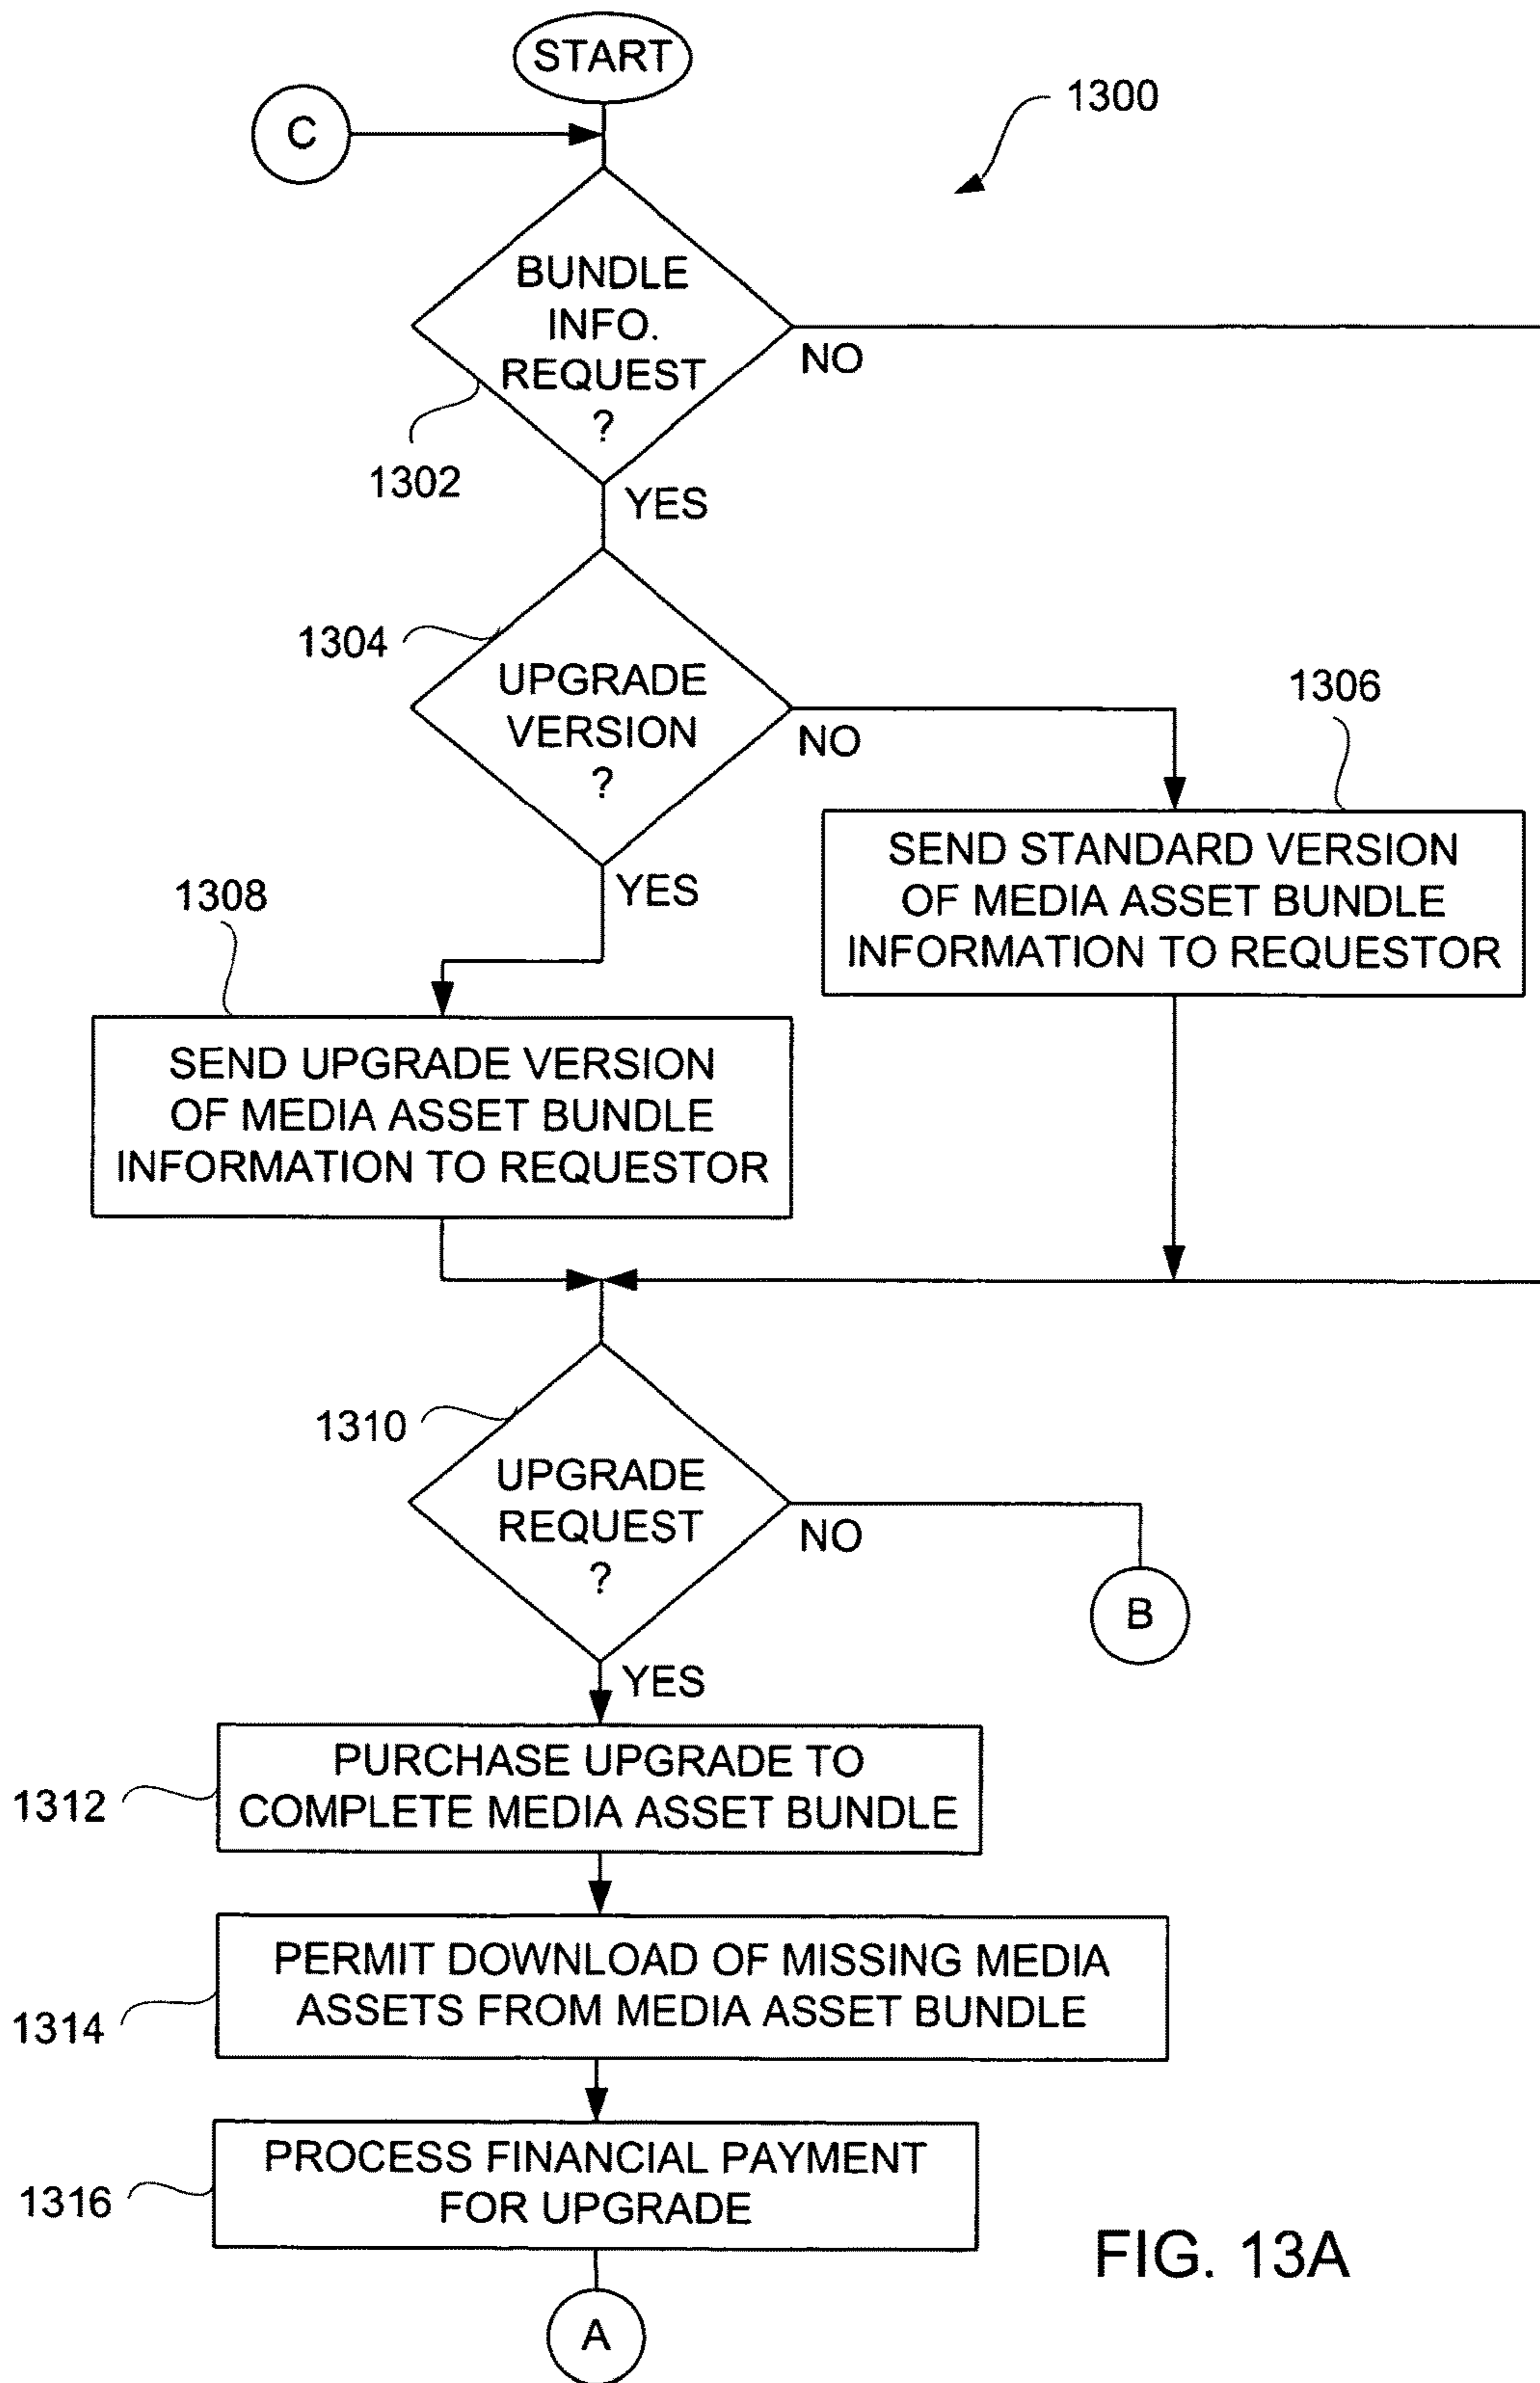 START
C
1300
BUNDLE
INFO.
REQUEST
?
NO
1302
YES
1304
UPGRADE
VERSION
?
NO
1306
YES
SEND STANDARD VERSION
OF MEDIA ASSET BUNDLE
INFORMATION TO REQUESTOR
1308
SEND UPGRADE VERSION
OF MEDIA ASSET BUNDLE
INFORMATION TO REQUESTOR
1310
UPGRADE
REQUEST
?
NO
B
YES
PURCHASE UPGRADE TO
COMPLETE MEDIA ASSET BUNDLE
1312
PERMIT DOWNLOAD OF MISSING MEDIA
ASSETS FROM MEDIA ASSET BUNDLE
1314
PROCESS FINANCIAL PAYMENT
FOR UPGRADE
1316
FIG. 13A
A